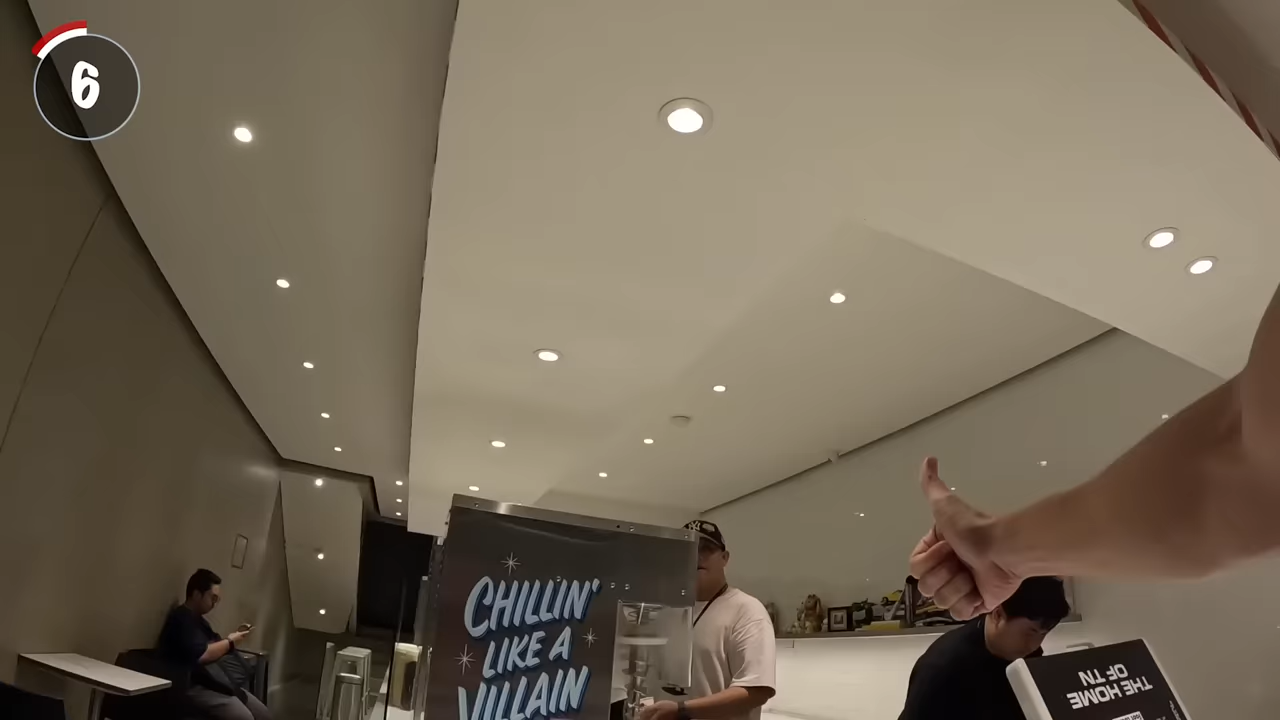 6
CHILLIN'
LIKE A
VILLAIN
THE HOME
OF TN